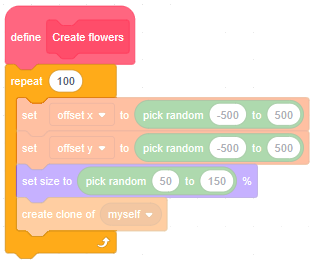 define Create flowers
repeat 100
set offset x to pick random -500 to 500
set offset y to pick random -500 to 500
set size to pick random 50 to 150 %
create clone of myself